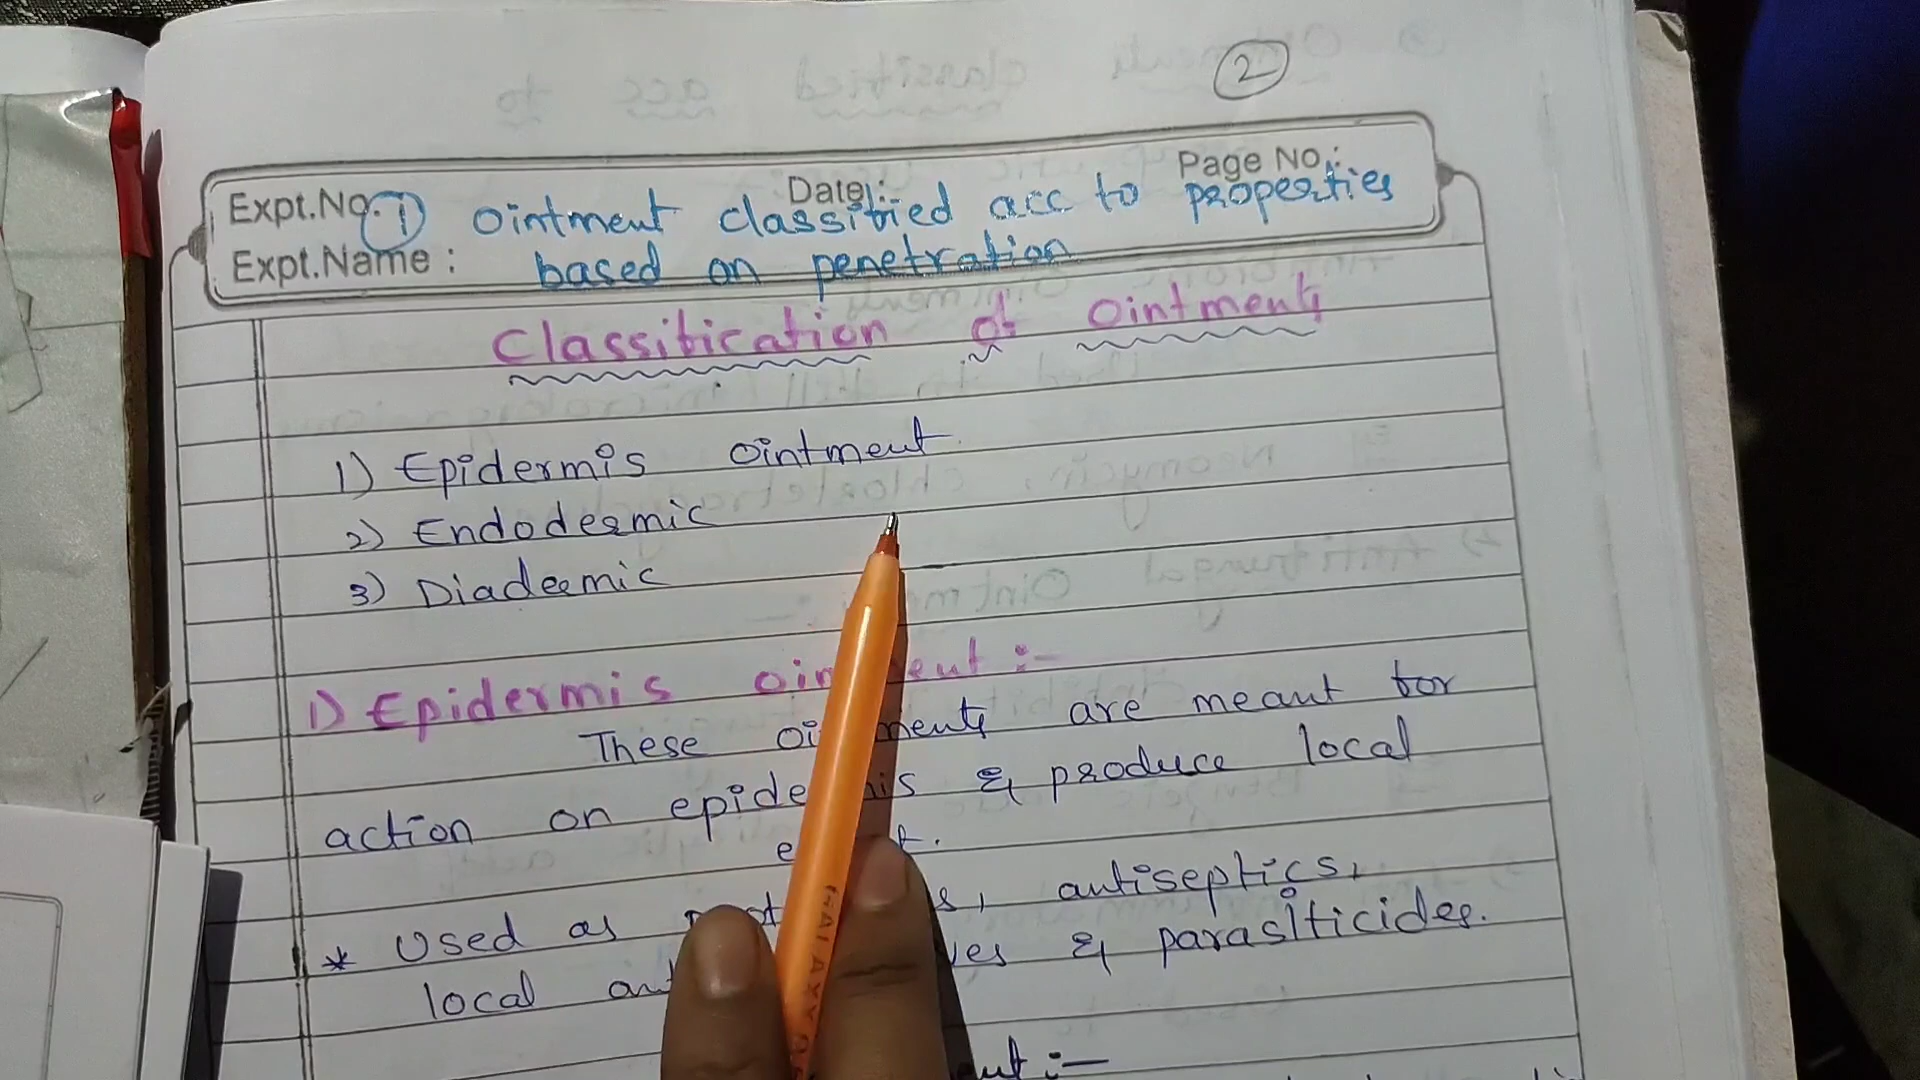 2
Expt.No. Date:- Page No.:
1 Ointment classified acc to properties
Expt.Name : based on penetration
Classification of Ointments
1) Epidermis Ointment
2) Endodermic
3) Diadermic
1) Epidermis :-
These are meant for
action on & produce local
* Used as antiseptics,
local & parasiticides.
:-